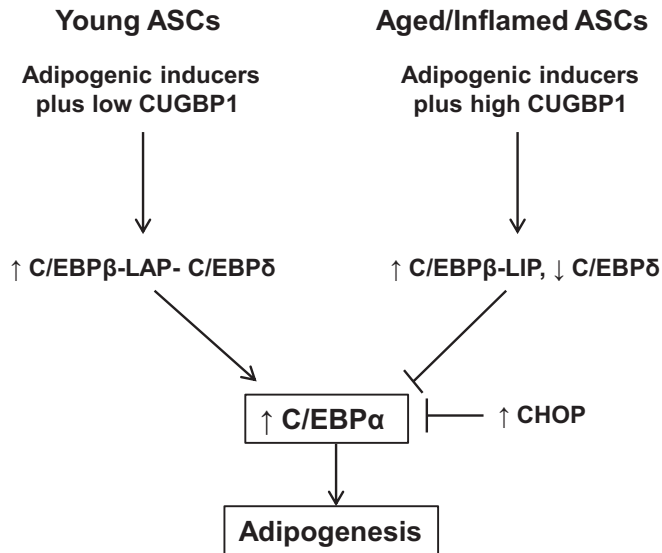 Young ASCs
Adipogenic inducers
plus low CUGBP1
↑ C/EBPβ-LAP- C/EBPδ
Aged/Inflamed ASCs
Adipogenic inducers
plus high CUGBP1
↑ C/EBPβ-LIP, ↓ C/EBPδ
↑ C/EBPα
↑ CHOP
Adipogenesis